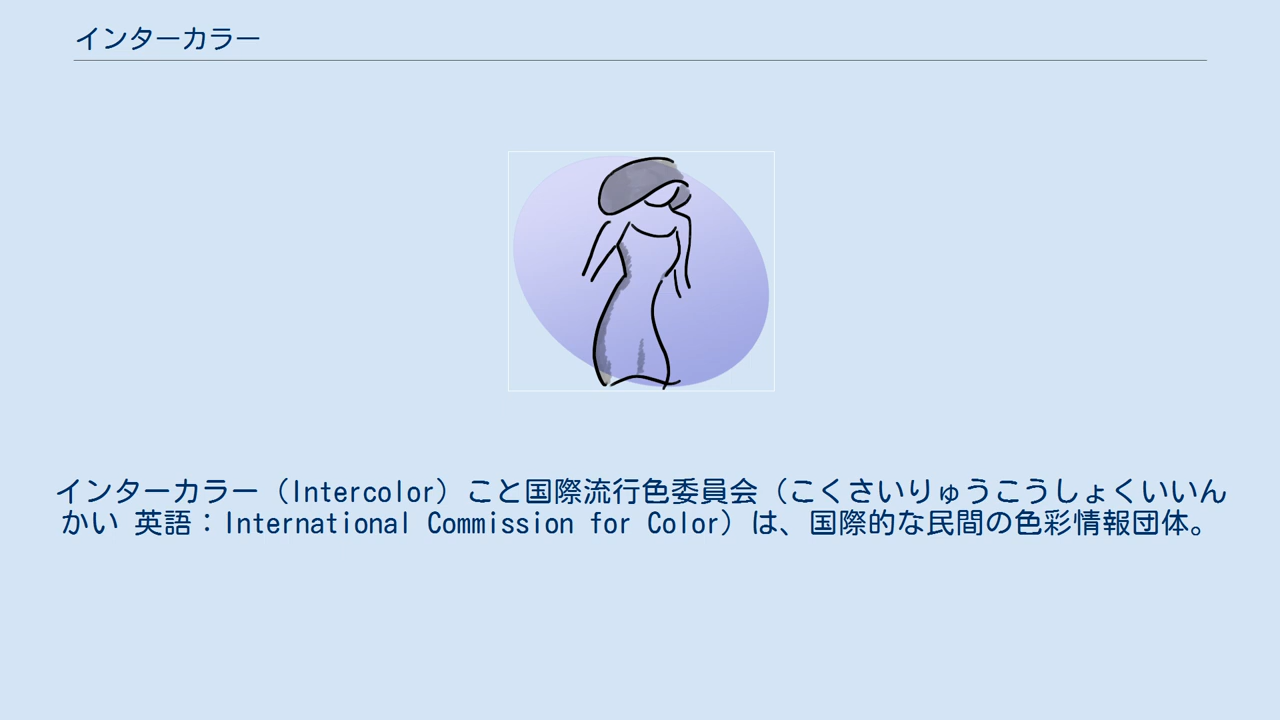 インターカラー
インターカラー（Intercolor）こと国際流行色委員会（こくさいりゅうこうしょくいいん
かい 英語：International Commission for Color）は、国際的な民間の色彩情報団体。